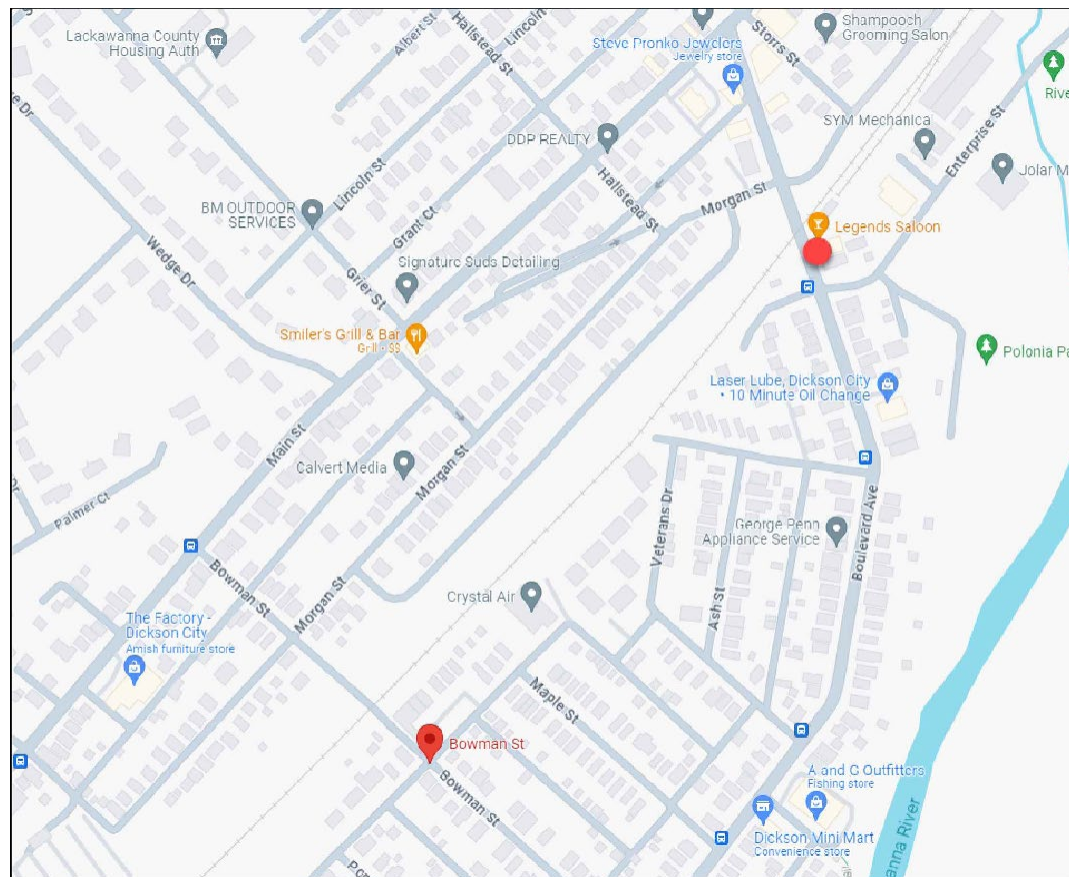 Lackawanna County
Housing Auth
Albert St
Hallstead St
Lincoln St
Steve Pronko Jewelers
Jewelry store
Storrs St
Shampooch
Grooming Salon
River
SYM Mechanica
Enterprise St
Jolar M
DDP REALTY
Hallstead St
Morgan St
Lincoln St
BM OUTDOOR
SERVICES
Grant Ct
Legends Saloon
Wedge Dr
Grier St
Signature Suds Detailing
Smiler's Grill & Bar
Grill • $$
Polonia Pa
Laser Lube, Dickson City
• 10 Minute Oil Change
Main St
Calvert Media
Morgan St
Palmer Ct
Veterans Dr
George Penn
Appliance Service
Boulevard Ave
Bowman St
Morgan St
Crystal Air
Ash St
The Factory -
Dickson City
Amish furniture store
Maple St
Bowman St
Bowman St
A and G Outfitters
Fishing store
Dickson Mini Mart
Convenience store
anna River